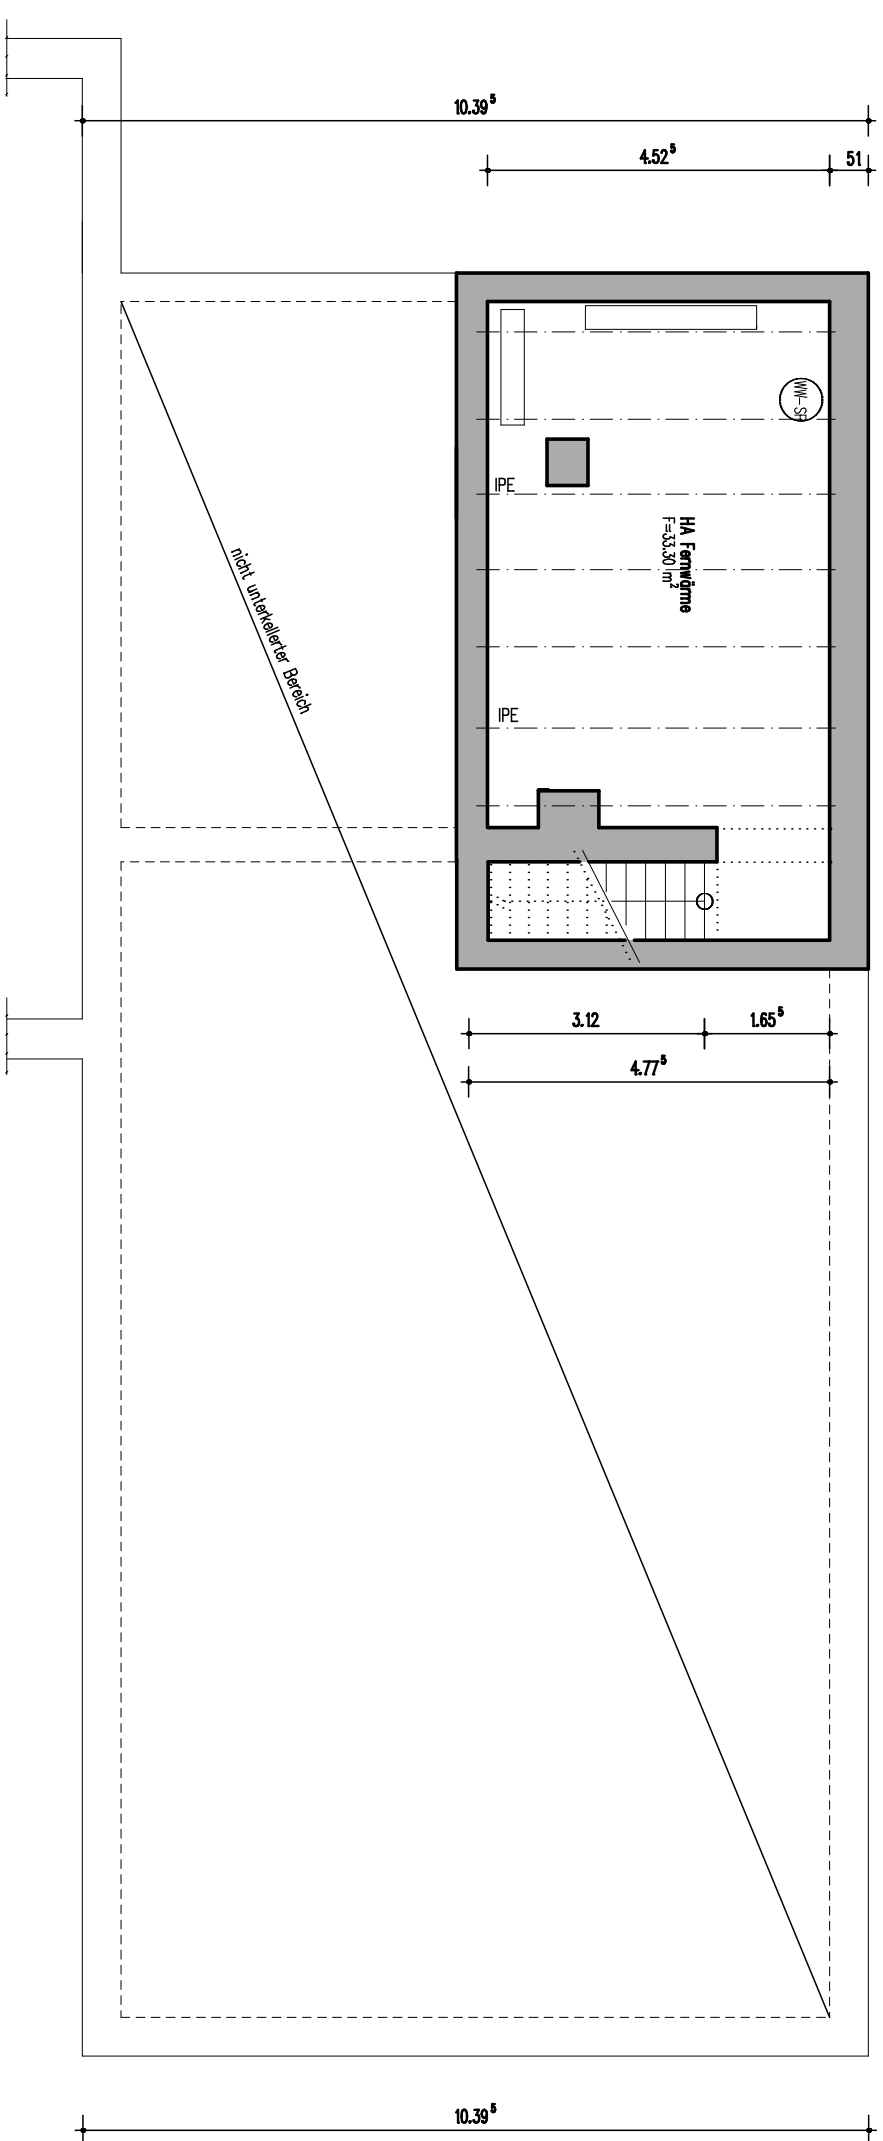 10.39⁵
4.52⁵
51
WW-SP
IPE
HA Fernwärme
F=33.30 m²
nicht unterkellerter Bereich
IPE
3.12
1.65⁵
4.77⁵
10.39⁵